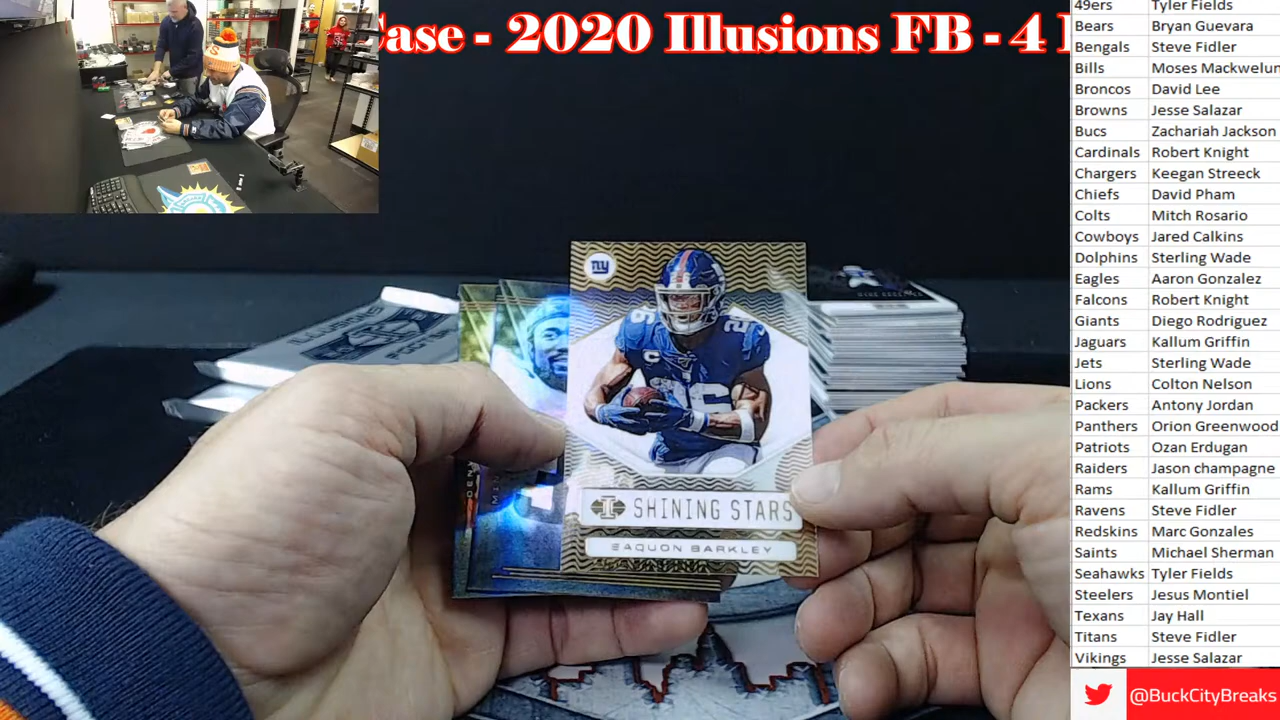 Case - 2020 Illusions FB - 4
49ers Tyler Fields
Bears Bryan Guevara
Bengals Steve Fidler
Bills Moses Mackwelun
Broncos David Lee
Browns Jesse Salazar
Bucs Zachariah Jackson
Cardinals Robert Knight
Chargers Keegan Streeck
Chiefs David Pham
Colts Mitch Rosario
Cowboys Jared Calkins
Dolphins Sterling Wade
Eagles Aaron Gonzalez
Falcons Robert Knight
Giants Diego Rodriguez
Jaguars Kallum Griffin
Jets Sterling Wade
Lions Colton Nelson
Packers Antony Jordan
Panthers Orion Greenwood
Patriots Ozan Erdugan
Raiders Jason champagne
Rams Kallum Griffin
Ravens Steve Fidler
Redskins Marc Gonzales
Saints Michael Sherman
Seahawks Tyler Fields
Steelers Jesus Montiel
Texans Jay Hall
Titans Steve Fidler
Vikings Jesse Salazar
@BuckCityBreaks
ny
26
C
26
SHINING STARS
SAQUON BARKLEY
ILLUSIONS
FOOTBALL